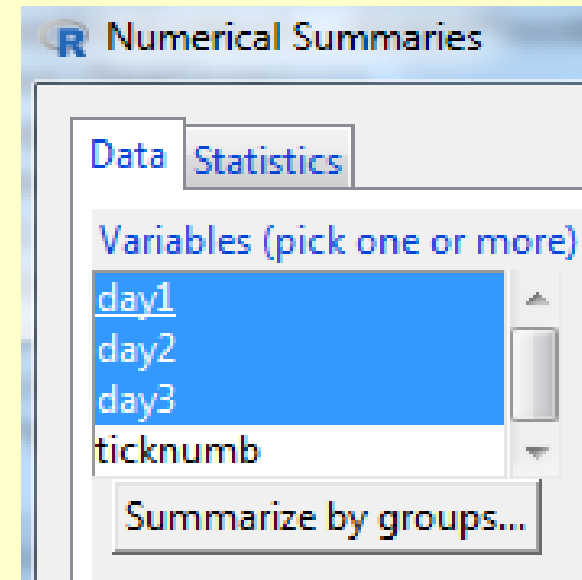 R Numerical Summaries
Data Statistics
Variables (pick one or more)
day1
day2
day3
ticknumb
Summarize by groups...